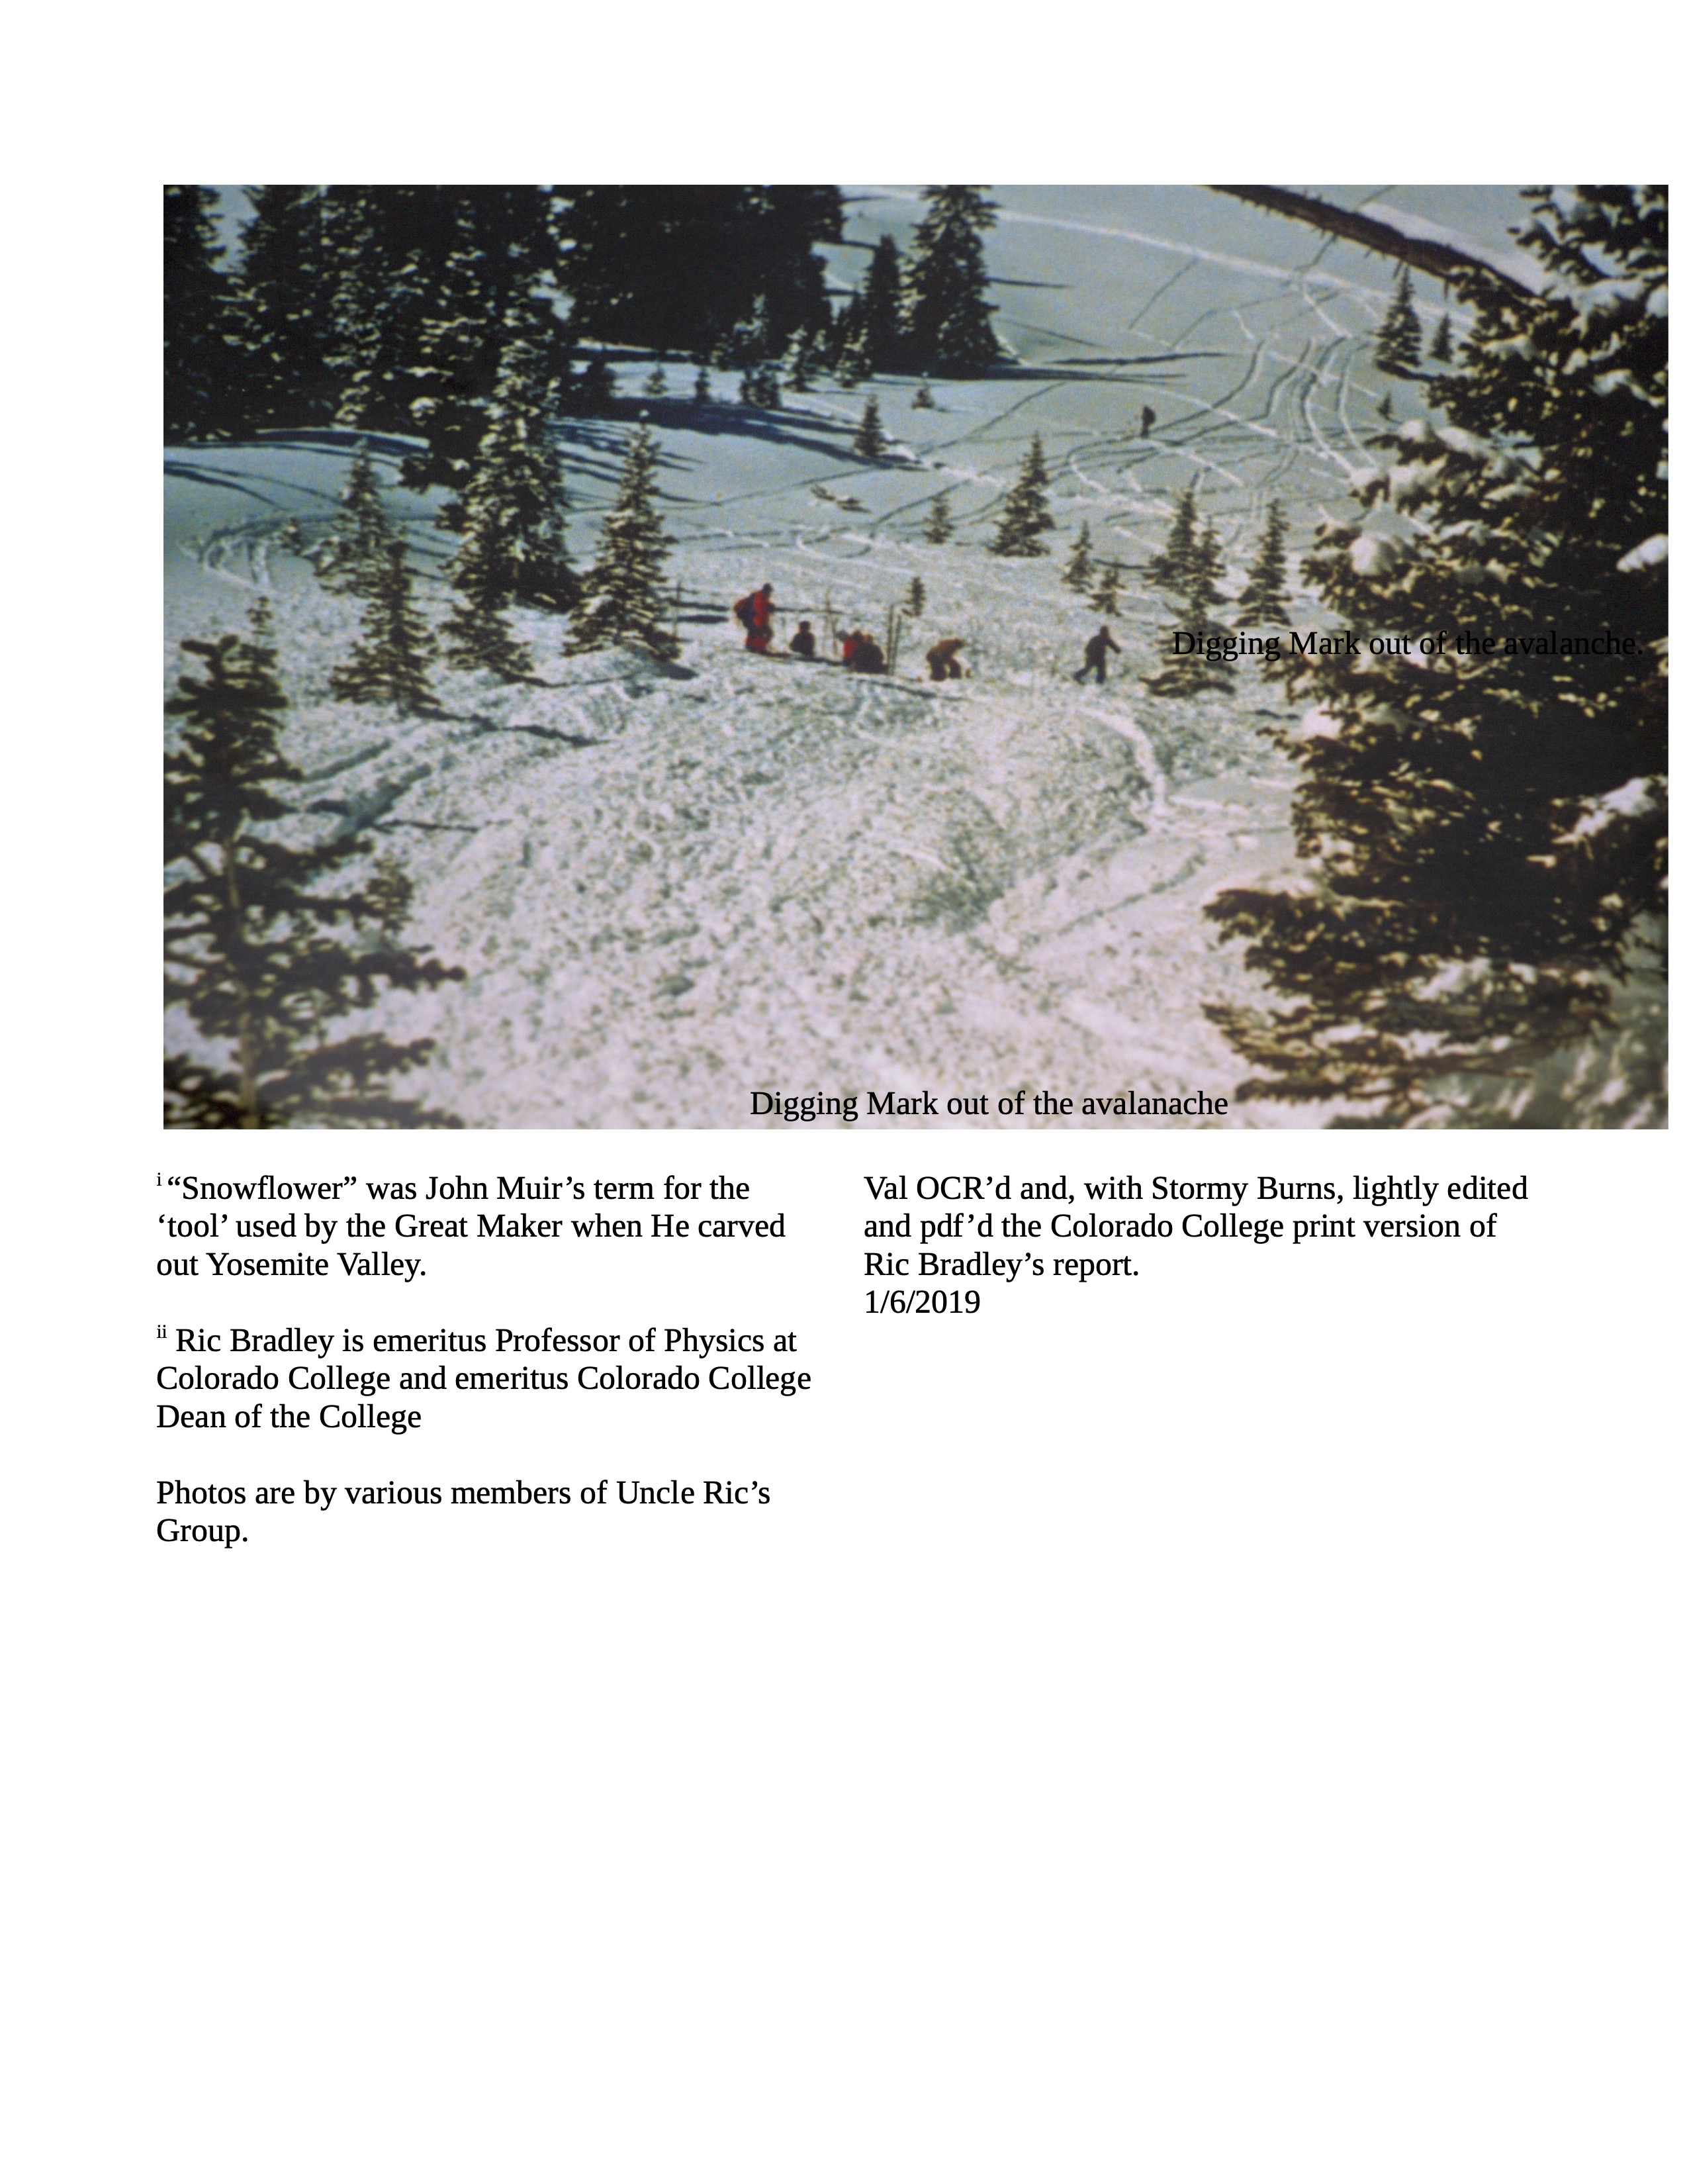 Digging Mark out of the avalanche.
Digging Mark out of the avalanache
i “Snowflower” was John Muir’s term for the
‘tool’ used by the Great Maker when He carved
out Yosemite Valley.
ii Ric Bradley is emeritus Professor of Physics at
Colorado College and emeritus Colorado College
Dean of the College
Photos are by various members of Uncle Ric’s
Group.
Val OCR’d and, with Stormy Burns, lightly edited
and pdf’d the Colorado College print version of
Ric Bradley’s report.
1/6/2019